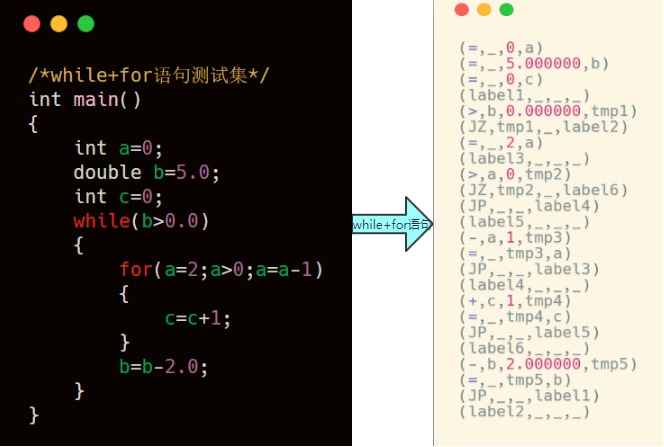 /*while+for语句测试集*/
int main()
{
int a=0;
double b=5.0;
int c=0;
while(b>0.0)
{
for(a=2;a>0;a=a-1)
{
c=c+1;
}
b=b-2.0;
}
}
while+for语句
(=,_,0,a)
(=,_,5.000000,b)
(=,_,0,c)
(label1,_,_,_)
(>,b,0.000000,tmp1)
(JZ,tmp1,_,label2)
(=,_,2,a)
(label3,_,_,_)
(>,a,0,tmp2)
(JZ,tmp2,_,label6)
(JP,_,_,label4)
(label5,_,_,_)
(-,a,1,tmp3)
(=,_,tmp3,a)
(JP,_,_,label3)
(label4,_,_,_)
(+,c,1,tmp4)
(=,_,tmp4,c)
(JP,_,_,label5)
(label6,_,_,_)
(-,b,2.000000,tmp5)
(=,_,tmp5,b)
(JP,_,_,label1)
(label2,_,_,_)